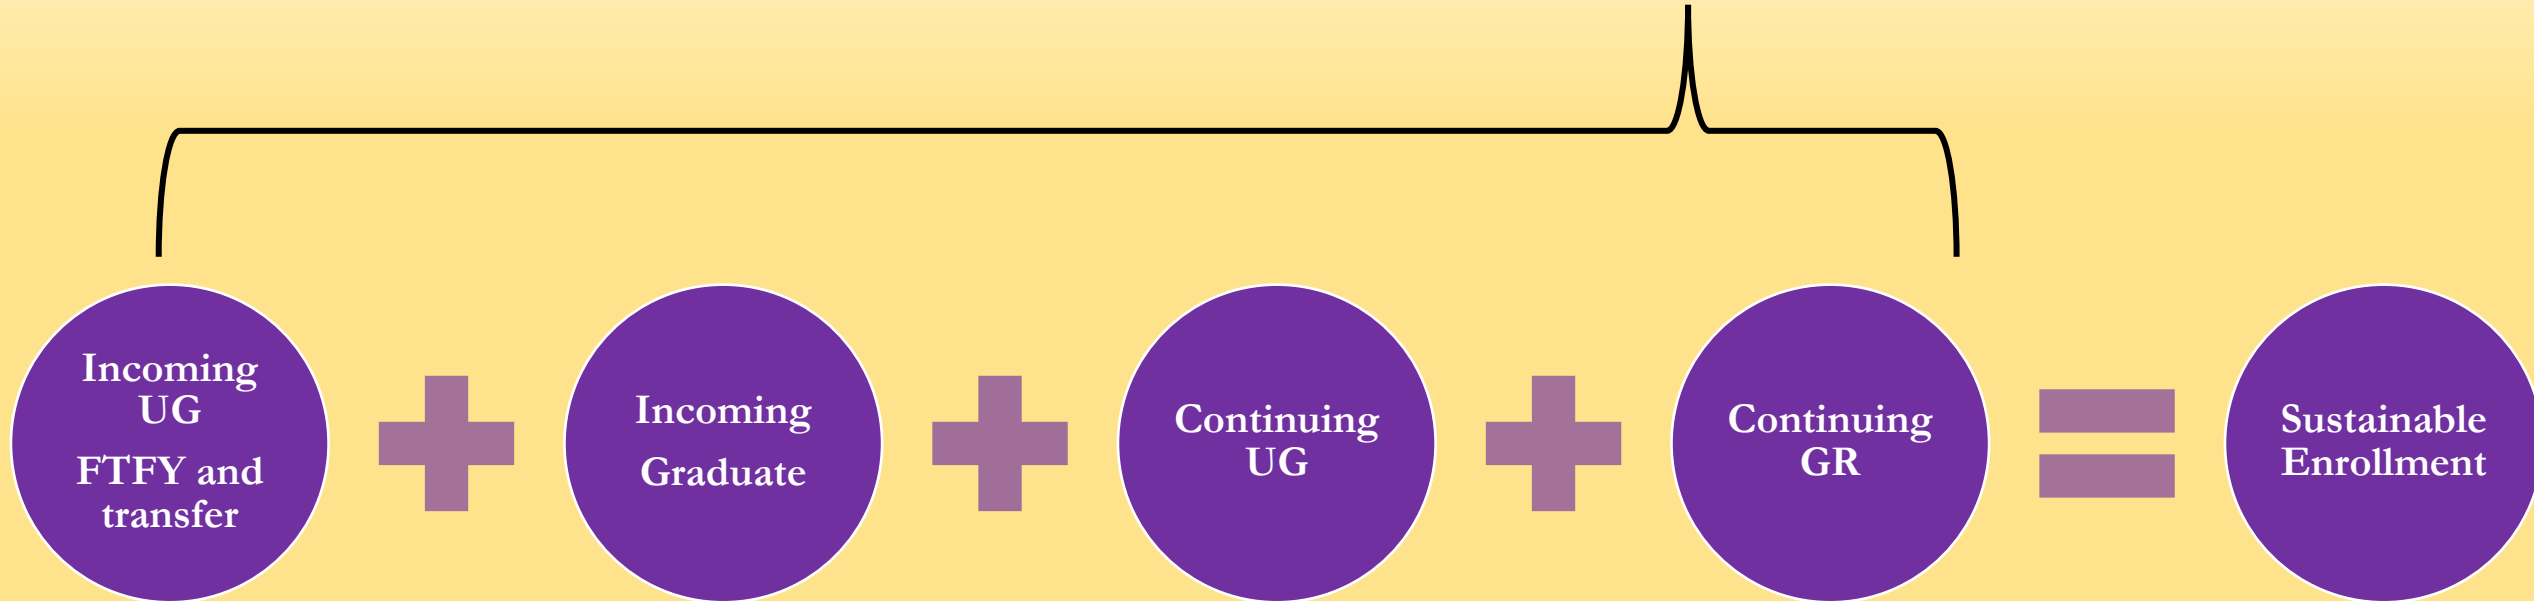 Incoming
UG
FTFY and
transfer
Incoming
Graduate
Continuing
UG
Continuing
GR
Sustainable
Enrollment